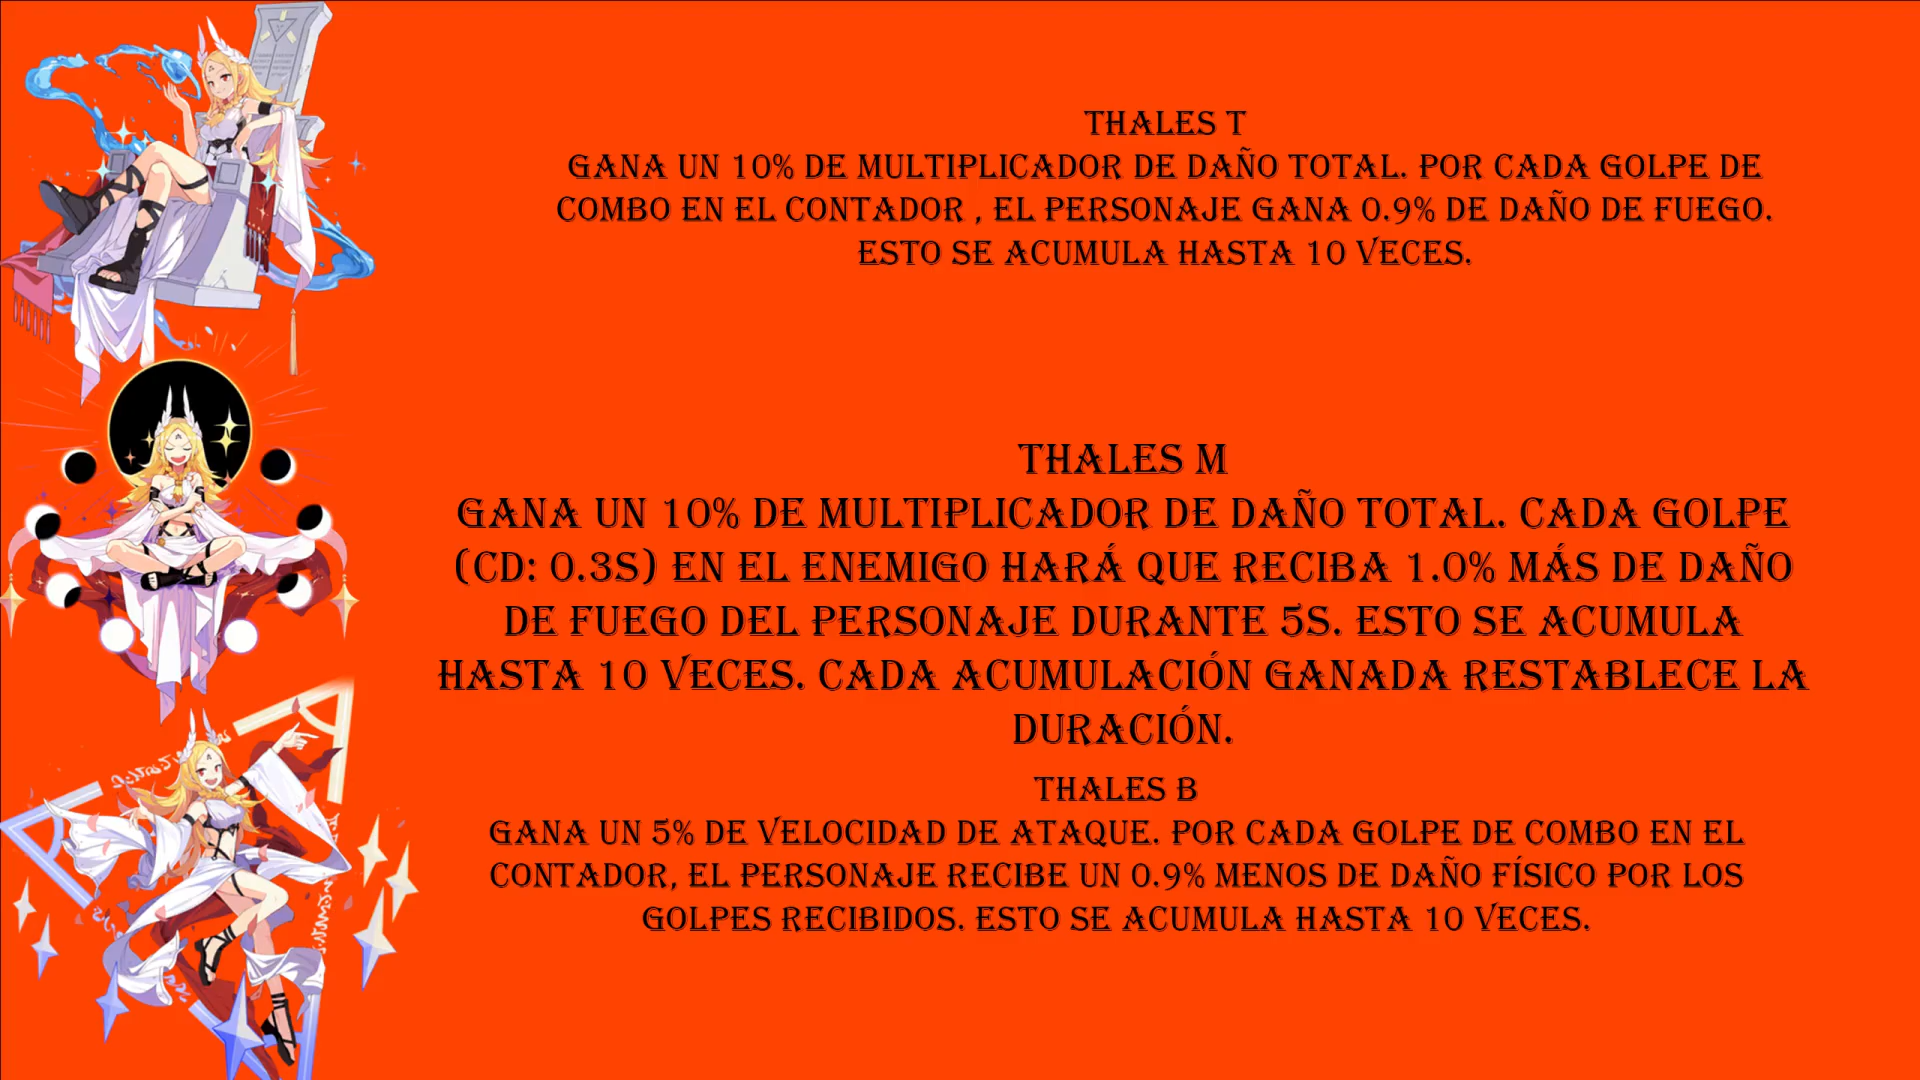 THALES T
GANA UN 10% DE MULTIPLICADOR DE DAÑO TOTAL. POR CADA GOLPE DE
COMBO EN EL CONTADOR , EL PERSONAJE GANA 0.9% DE DAÑO DE FUEGO.
ESTO SE ACUMULA HASTA 10 VECES.
THALES M
GANA UN 10% DE MULTIPLICADOR DE DAÑO TOTAL. CADA GOLPE
(CD: 0.3S) EN EL ENEMIGO HARÁ QUE RECIBA 1.0% MÁS DE DAÑO
DE FUEGO DEL PERSONAJE DURANTE 5S. ESTO SE ACUMULA
HASTA 10 VECES. CADA ACUMULACIÓN GANADA RESTABLECE LA
DURACIÓN.
THALES B
GANA UN 5% DE VELOCIDAD DE ATAQUE. POR CADA GOLPE DE COMBO EN EL
CONTADOR, EL PERSONAJE RECIBE UN 0.9% MENOS DE DAÑO FÍSICO POR LOS
GOLPES RECIBIDOS. ESTO SE ACUMULA HASTA 10 VECES.